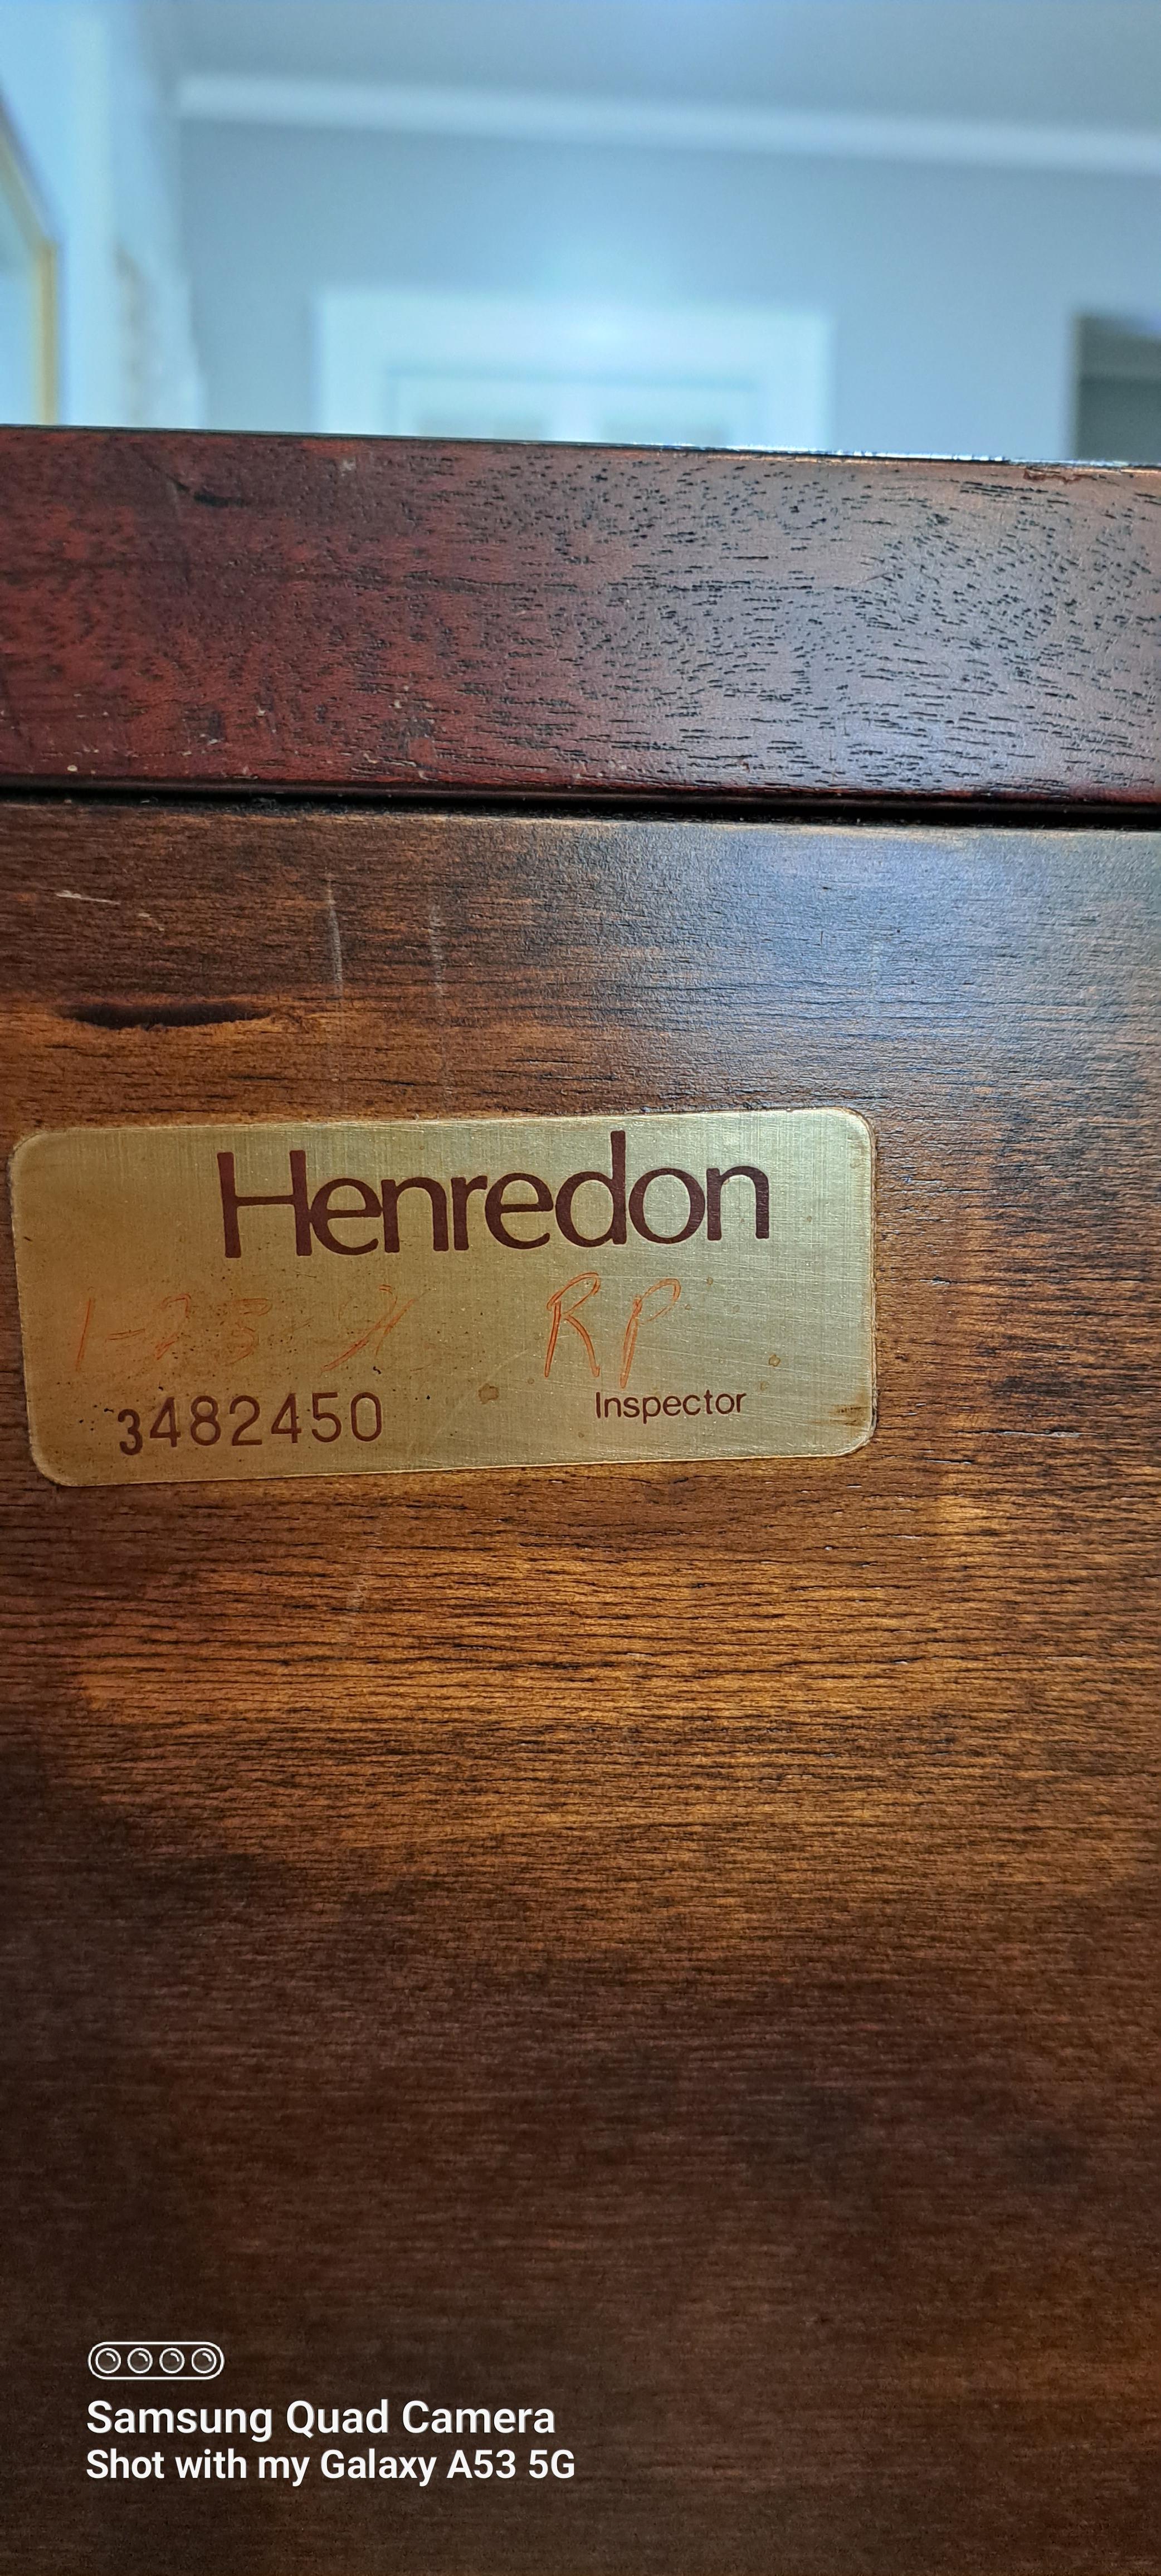 Henredon
RP
3482450
Inspector
Samsung Quad Camera
Shot with my Galaxy A53 5G